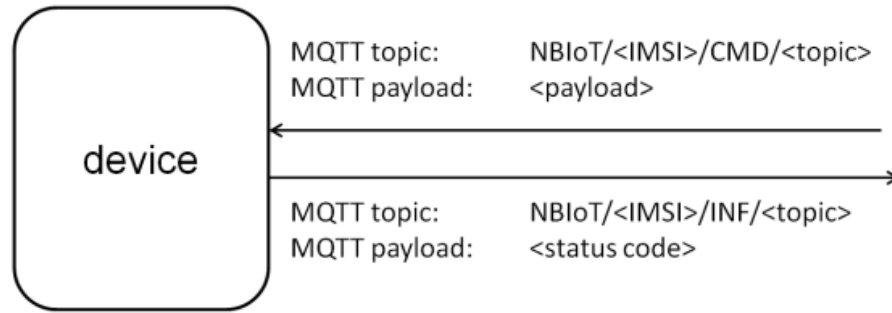 MQTT topic: NBIoT/<IMSI>/CMD/<topic>
MQTT payload: <payload>
device
MQTT topic: NBIoT/<IMSI>/INF/<topic>
MQTT payload: <status code>